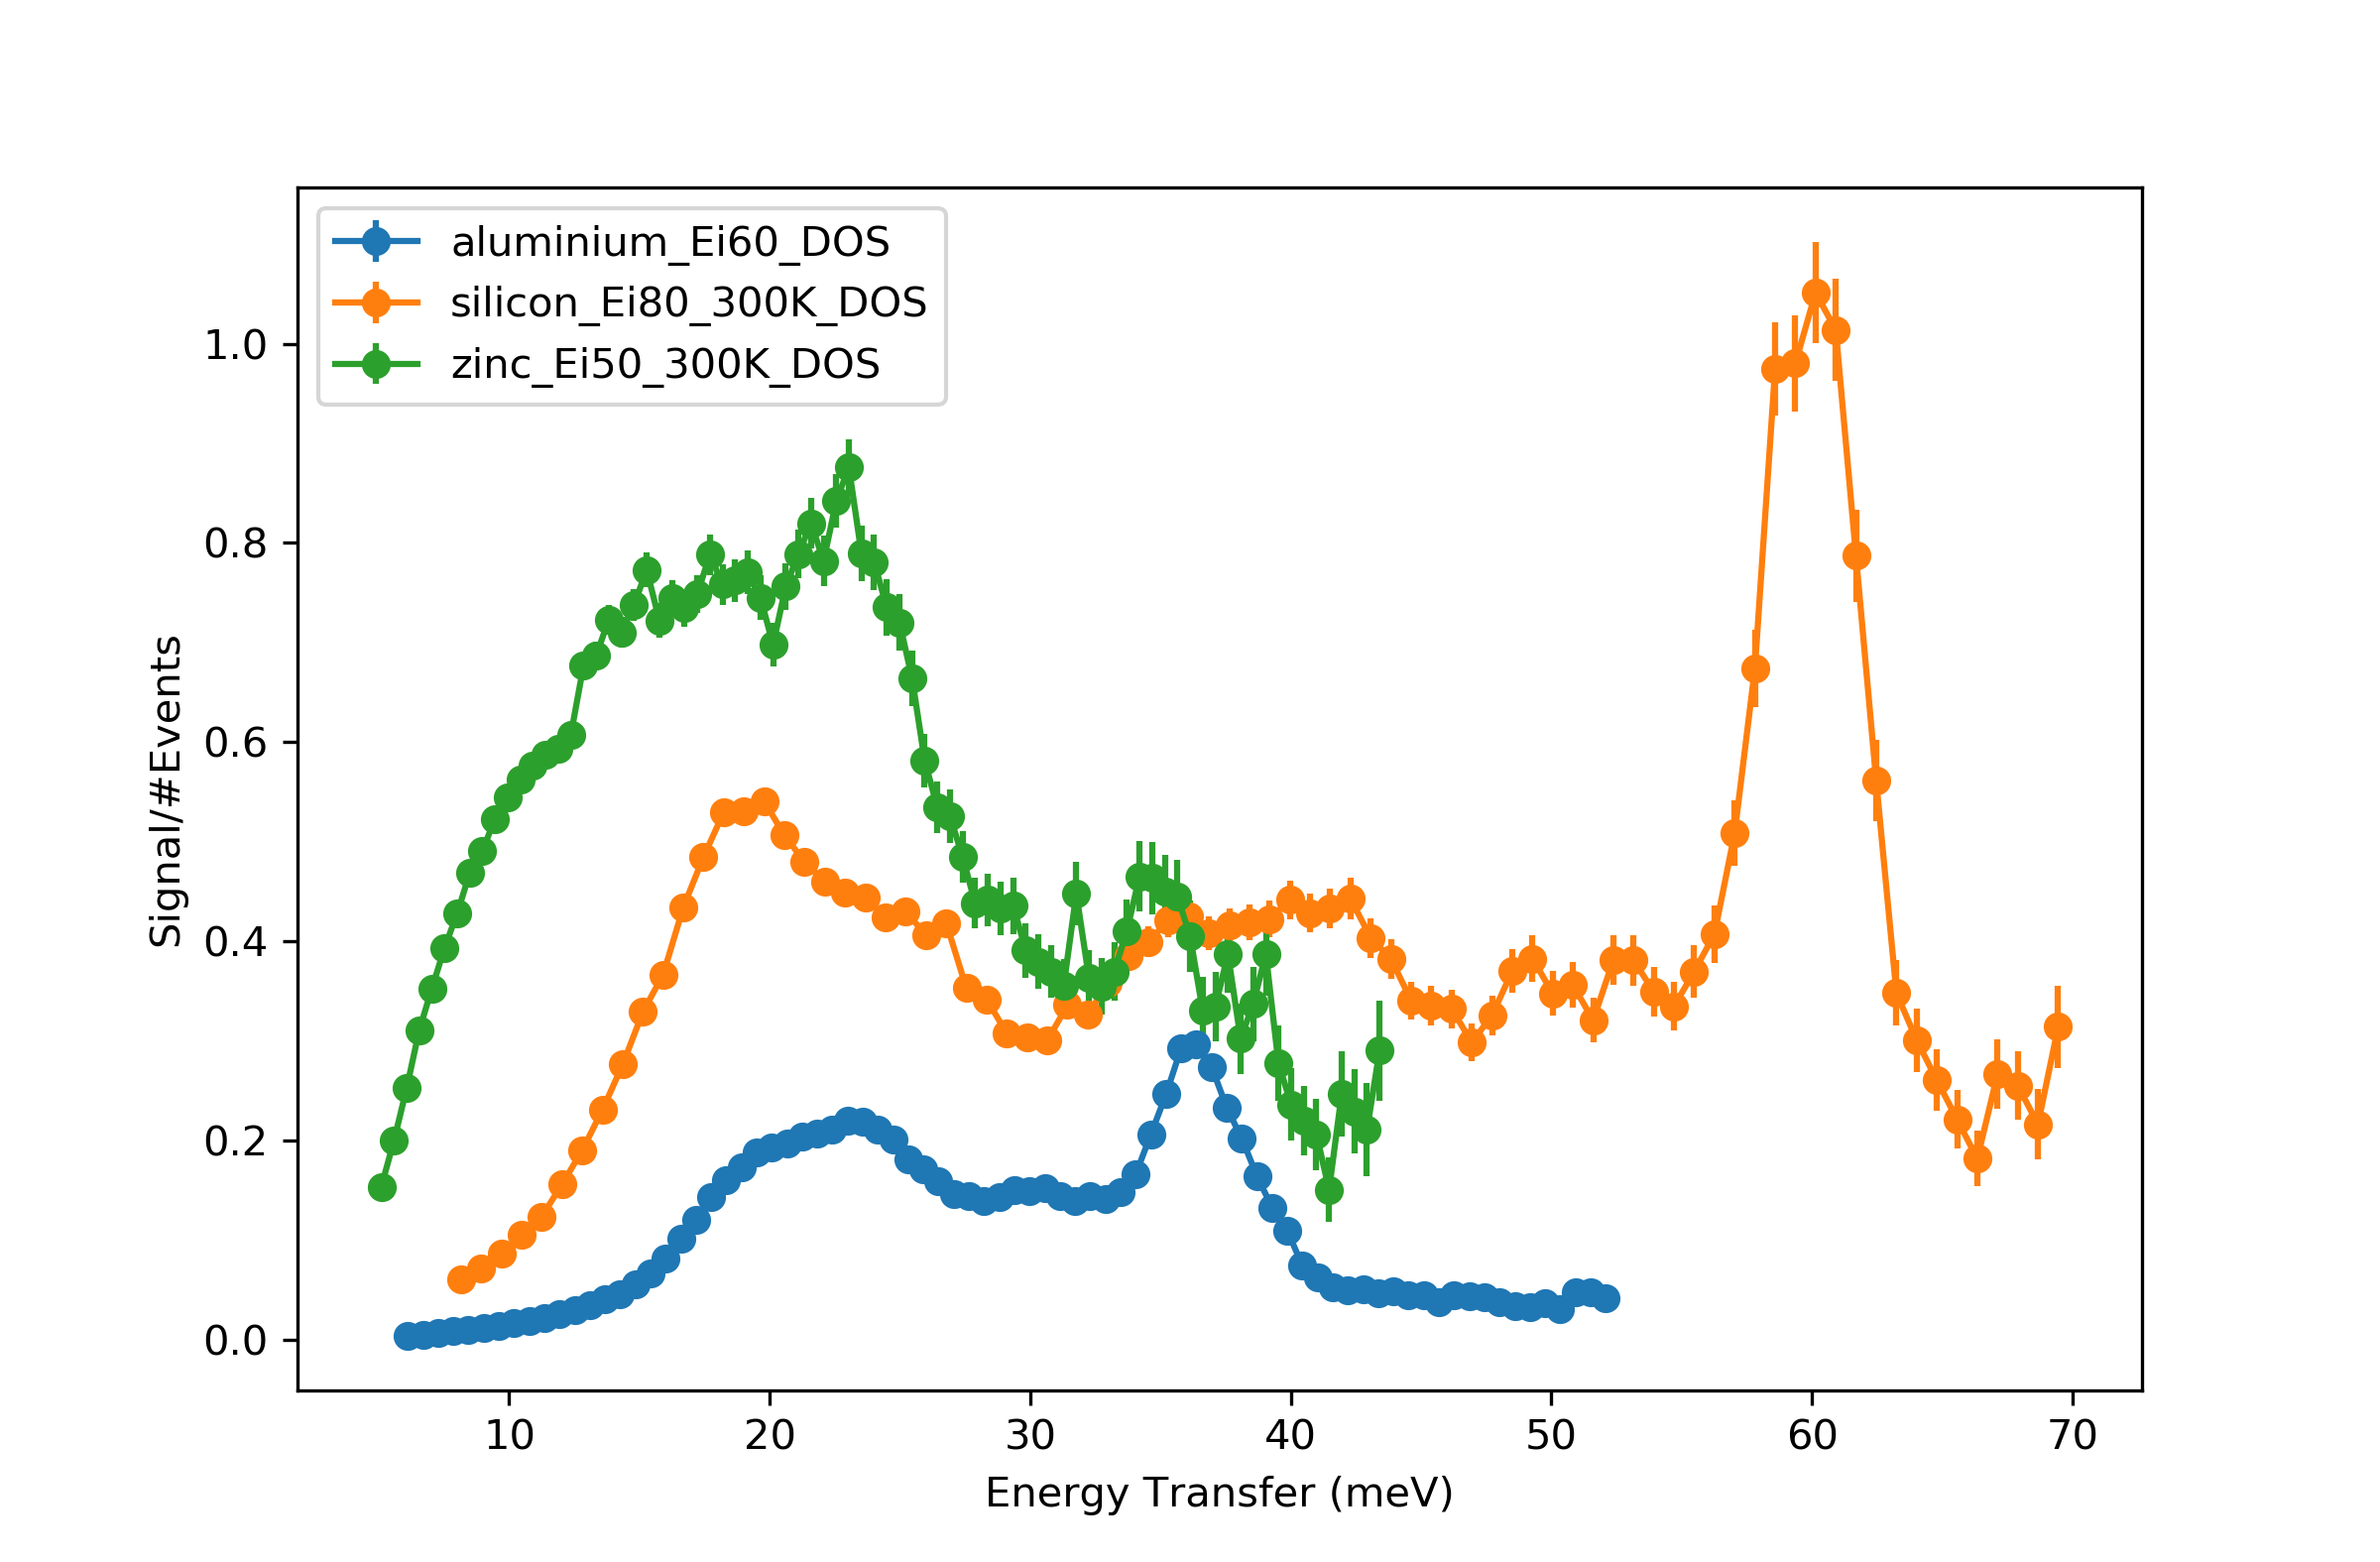 aluminium_Ei60_DOS
silicon_Ei80_300K_DOS
zinc_Ei50_300K_DOS
Signal/#Events
1.0
0.8
0.6
0.4
0.2
0.0
10 20 30 40 50 60 70
Energy Transfer (meV)